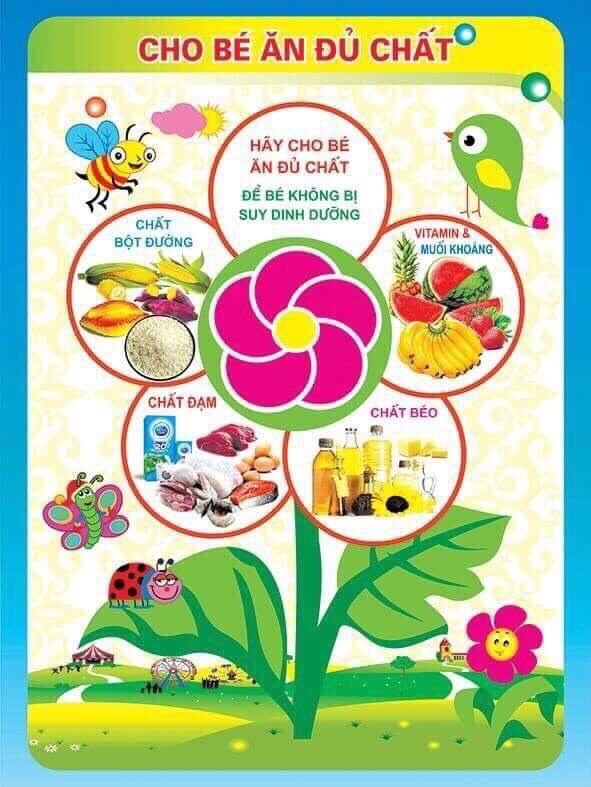 CHO BÉ ĂN ĐỦ CHẤT
HÃY CHO BÉ
ĂN ĐỦ CHẤT
ĐỂ BÉ KHÔNG BỊ
SUY DINH DƯỠNG
CHẤT
BỘT ĐƯỜNG
VITAMIN &
MUỐI KHOÁNG
CHẤT ĐẠM
CHẤT BÉO